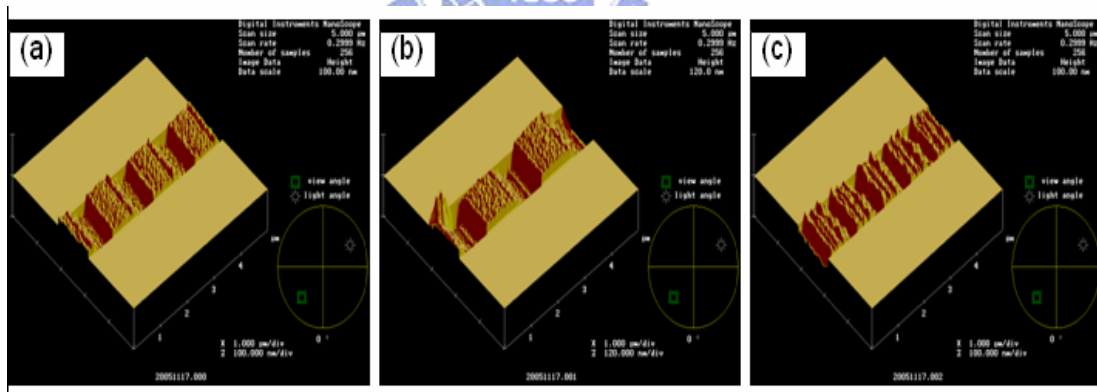 (a)
Digital Instruments NanoScope
Scan size 5.000 µm
Scan rate 0.2999 Hz
Number of samples 256
Image Data Height
Data scale 100.00 nm
view angle
light angle
µm
4
3
2
1
X 1.000 µm/div
Z 100.000 nm/div
0 °
20051117.000
(b)
Digital Instruments NanoScope
Scan size 5.000 µm
Scan rate 0.2999 Hz
Number of samples 256
Image Data Height
Data scale 120.0 nm
view angle
light angle
µm
4
3
2
1
X 1.000 µm/div
Z 120.000 nm/div
0 °
20051117.001
(c)
Digital Instruments NanoScope
Scan size 5.000 µm
Scan rate 0.2999 Hz
Number of samples 256
Image Data Height
Data scale 100.00 nm
view angle
light angle
µm
4
3
2
1
X 1.000 µm/div
Z 100.000 nm/div
0 °
20051117.002